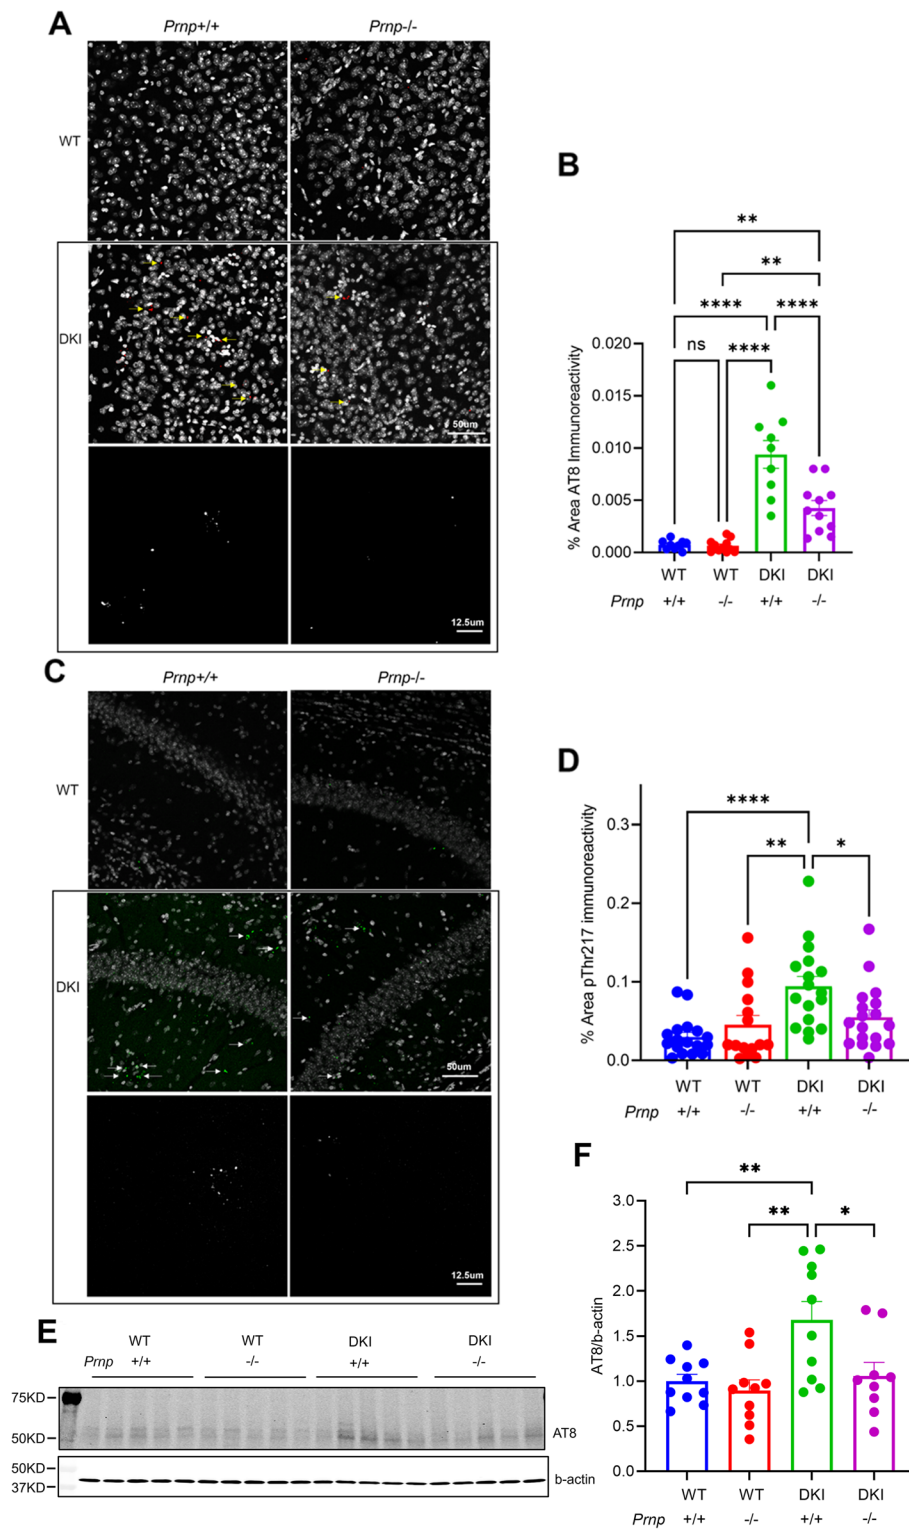 A
Prnp+/+ Prnp-/-
WT
DKI
50um
12.5um
B
**
**
**** ****
ns ****
% Area AT8 Immunoreactivity
0.020
0.015
0.010
0.005
0.000
WT WT DKI DKI
Prnp +/+ -/- +/+ -/-
C
Prnp+/+ Prnp-/-
WT
DKI
50um
12.5um
D
****
** *
% Area pThr217 immunoreactivity
0.3
0.2
0.1
0.0
WT WT DKI DKI
Prnp +/+ -/- +/+ -/-
E
WT WT DKI DKI
Prnp +/+ -/- +/+ -/-
75KD
50KD
AT8
50KD
37KD
b-actin
F
**
** *
AT8/b-actin
3.0
2.5
2.0
1.5
1.0
0.5
0.0
WT WT DKI DKI
Prnp +/+ -/- +/+ -/-